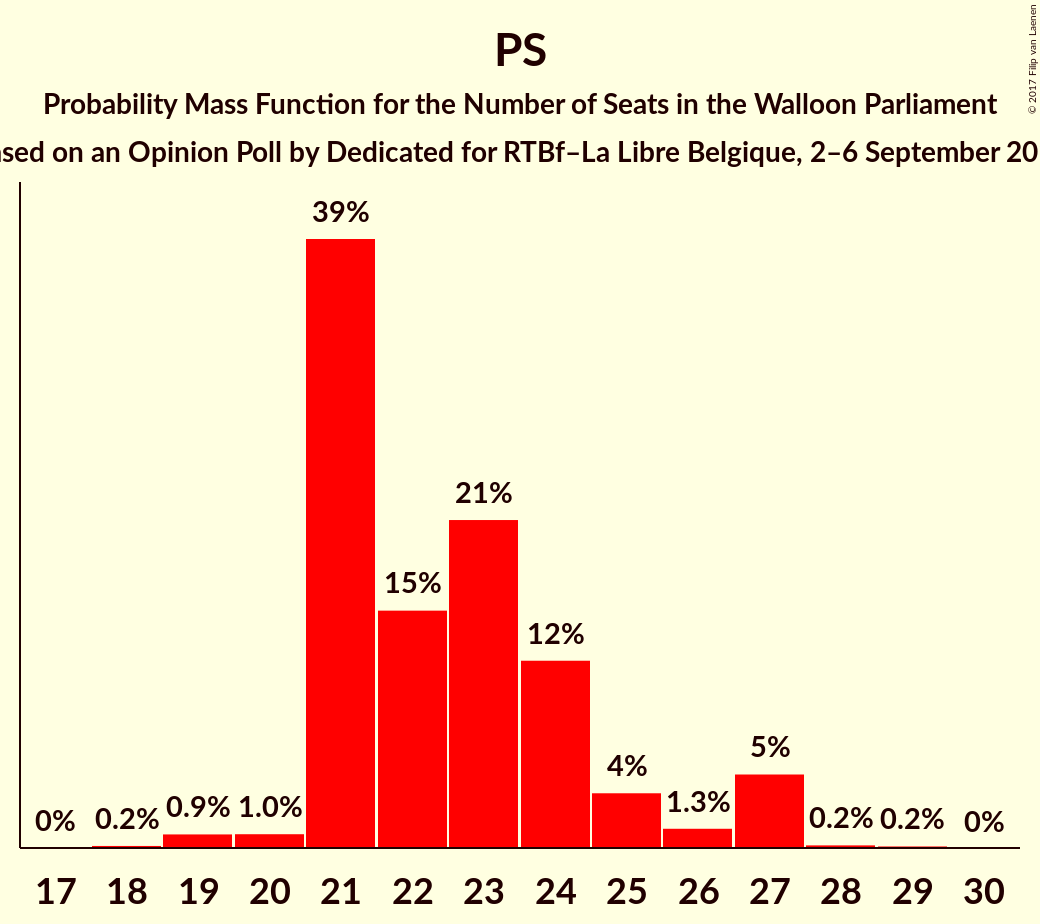 PS
Probability Mass Function for the Number of Seats in the Walloon Parliament
on an Opinion Poll by Dedicated for RTBf–La Libre Belgique, 2–6 September
© 2017 Filip van Laenen
39%
21%
15%
12%
5%
4%
1.3%
0% 0.2% 0.9% 1.0% 0.2% 0.2% 0%
17 18 19 20 21 22 23 24 25 26 27 28 29 30